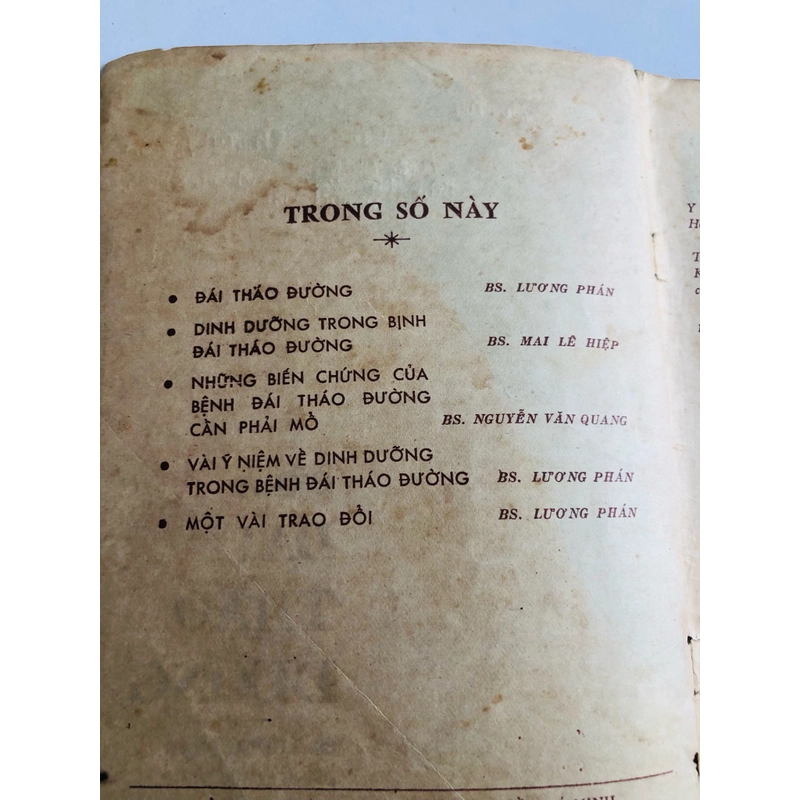 TRONG SỐ NÀY
• ĐÁI THÁO ĐƯỜNG BS. LƯƠNG PHÁN
• DINH DƯỠNG TRONG BỊNH
ĐÁI THÁO ĐƯỜNG BS. MAI LÊ HIỆP
• NHỮNG BIẾN CHỨNG CỦA
BỆNH ĐÁI THÁO ĐƯỜNG
CẦN PHẢI MỔ BS. NGUYỄN VĂN QUANG
• VÀI Ý NIỆM VỀ DINH DƯỠNG
TRONG BỆNH ĐÁI THÁO ĐƯỜNG BS. LƯƠNG PHÁN
• MỘT VÀI TRAO ĐỔI BS. LƯƠNG PHÁN